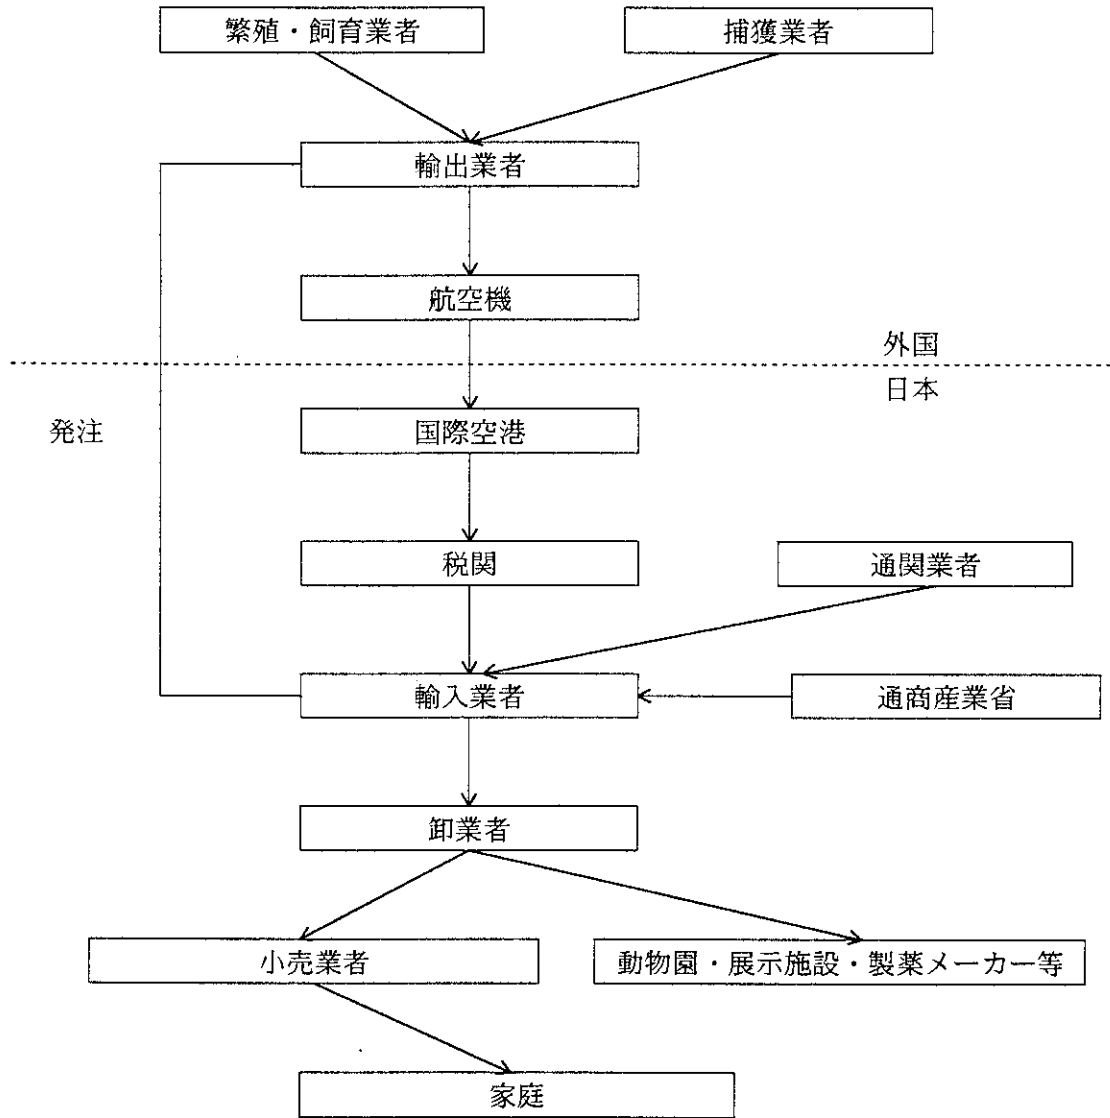 繁殖・飼育業者
捕獲業者
輸出業者
航空機
外国
日本
発注
国際空港
税関
通関業者
輸入業者
通商産業省
卸業者
小売業者
動物園・展示施設・製薬メーカー等
家庭